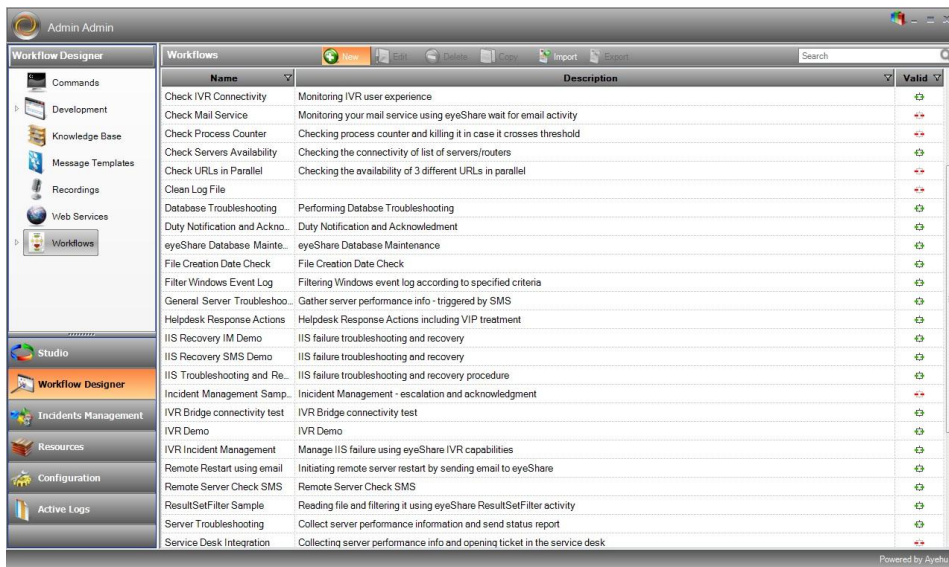 Admin Admin
Workflow Designer
Commands
Development
Knowledge Base
Message Templates
Recordings
Web Services
Workflows
Studio
Workflow Designer
Incidents Management
Resources
Configuration
Active Logs
Workflows New Edit Delete Copy Import Export Search
Name Description Valid
Check IVR Connectivity Monitoring IVR user experience
Check Mail Service Monitoring your mail service using eyeShare wait for email activity
Check Process Counter Checking process counter and killing it in case it crosses threshold
Check Servers Availability Checking the connectivity of list of servers/routers
Check URLs in Parallel Checking the availability of 3 different URLs in parallel
Clean Log File
Database Troubleshooting Performing Databse Troubleshooting
Duty Notification and Ackno... Duty Notification and Acknowledment
eyeShare Database Mainte... eyeShare Database Maintenance
File Creation Date Check File Creation Date Check
Filter Windows Event Log Filtering Windows event log according to specified criteria
General Server Troubleshoo... Gather server performance info - triggered by SMS
Helpdesk Response Actions Helpdesk Response Actions including VIP treatment
IIS Recovery IM Demo IIS failure troubleshooting and recovery
IIS Recovery SMS Demo IIS failure troubleshooting and recovery
IIS Troubleshooting and Re... IIS failure troubleshooting and recovery procedure
Incident Management Samp... Inicident Management - escalation and acknowledgment
IVR Bridge connectivity test IVR Bridge connectivity test
IVR Demo IVR Demo
IVR Incident Management Manage IIS failure using eyeShare IVR capabilities
Remote Restart using email Initiating remote server restart by sending email to eyeShare
Remote Server Check SMS Remote Server Check SMS
ResultSetFilter Sample Reading file and filtering it using eyeShare ResultSetFilter activity
Server Troubleshooting Collect server performance information and send status report
Service Desk Integration Collecting server performance info and opening ticket in the service desk
Powered by Ayehu